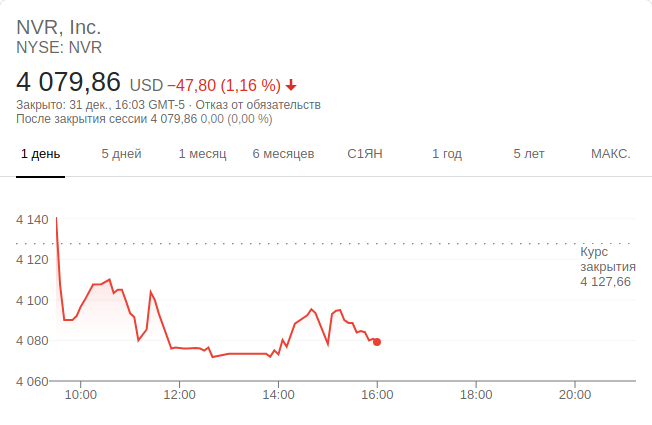 NVR, Inc.
NYSE: NVR
4 079,86 USD −47,80 (1,16 %)
Закрыто: 31 дек., 16:03 GMT-5 · Отказ от обязательств
После закрытия сессии 4 079,86 0,00 (0,00 %)
1 день 5 дней 1 месяц 6 месяцев С1ЯН 1 год 5 лет МАКС.
4 140
Курс
4 120
закрытия
4 127,66
4 100
4 080
4 060
10:00 12:00 14:00 16:00 18:00 20:00